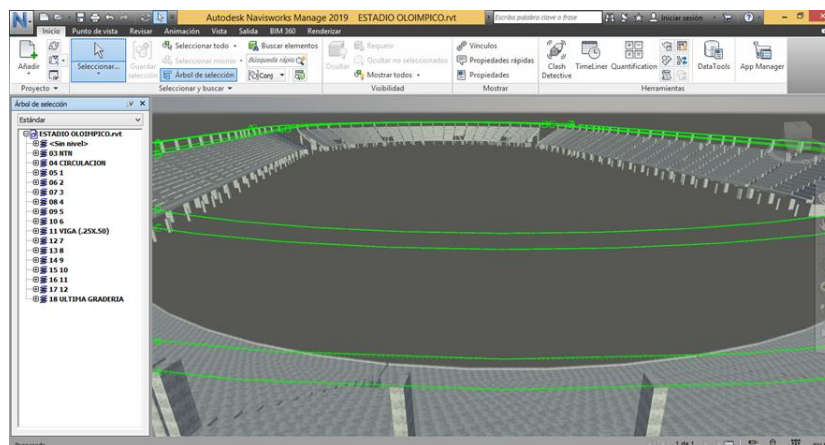 Autodesk Navisworks Manage 2019 ESTADIO OLOIMPICO.rvt
Escriba palabra clave o frase
Iniciar sesión
Inicio Punto de vista Revisar Animación Vista Salida BIM 360 Renderizar
Añadir
Seleccionar...
Guardar selección
Seleccionar todo
Seleccionar mismo
Árbol de selección
Buscar elementos
Búsqueda rápida
Conj
Ocultar
Requerir
Ocultar no seleccionados
Mostrar todos
Vínculos
Propiedades rápidas
Propiedades
Clash Detective
TimeLiner
Quantification
DataTools
App Manager
Proyecto
Seleccionar y buscar
Visibilidad
Mostrar
Herramientas
Árbol de selección
Estándar
ESTADIO OLOIMPICO.rvt
<Sin nivel>
03 NTN
04 CIRCULACION
05 1
06 2
07 3
08 4
09 5
10 6
11 VIGA (.25X.50)
12 7
13 8
14 9
15 10
16 11
17 12
18 ULTIMA GRADERIA
1 de 1